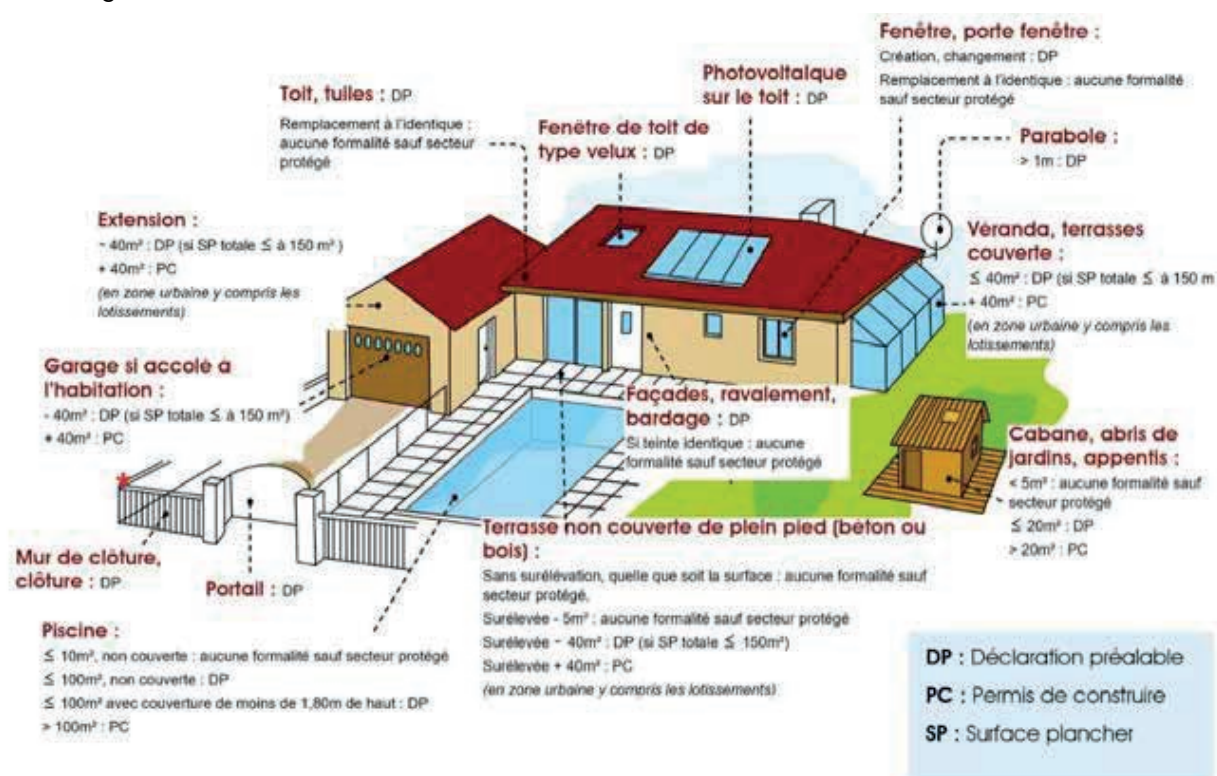 Fenêtre, porte fenêtre :
Création, changement : DP
Remplacement à l'identique : aucune formalité
sauf secteur protégé
Photovoltaïque
sur le toit : DP
Toit, tuiles : DP
Remplacement à l'identique :
aucune formalité sauf secteur
protégé
Fenêtre de toit de
type velux : DP
Parabole :
> 1m : DP
Extension :
- 40m² : DP (si SP totale ≤ à 150 m²)
+ 40m² : PC
(en zone urbaine y compris les
lotissements)
Véranda, terrasses
couverte :
≤ 40m² : DP (si SP totale ≤ à 150 m
+ 40m² : PC
(en zone urbaine y compris les
lotissements)
Garage si accolé à
l'habitation :
- 40m² : DP (si SP totale ≤ à 150 m²)
+ 40m² : PC
Façades, ravalement,
bardage : DP
Si teinte identique : aucune
formalité sauf secteur protégé
Cabane, abris de
jardins, appentis :
< 5m² : aucune formalité sauf
secteur protégé
≤ 20m² : DP
> 20m² : PC
*
Mur de clôture,
clôture : DP
Portail : DP
Terrasse non couverte de plein pied (béton ou
bois) :
Sans surélévation, quelle que soit la surface : aucune formalité sauf
secteur protégé,
Surélevée - 5m² : aucune formalité sauf secteur protégé
Surélevée - 40m² : DP (si SP totale ≤ 150m²)
Surélevée + 40m² : PC
(en zone urbaine y compris les lotissements)
Piscine :
≤ 10m², non couverte : aucune formalité sauf secteur protégé
≤ 100m², non couverte : DP
≤ 100m² avec couverture de moins de 1,80m de haut : DP
> 100m² : PC
DP : Déclaration préalable
PC : Permis de construire
SP : Surface plancher